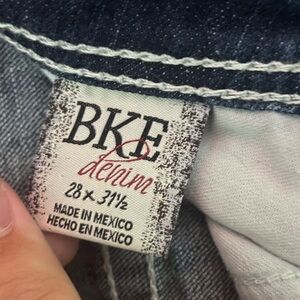 BKE
denim
28 x 31½
MADE IN MEXICO
HECHO EN MEXICO